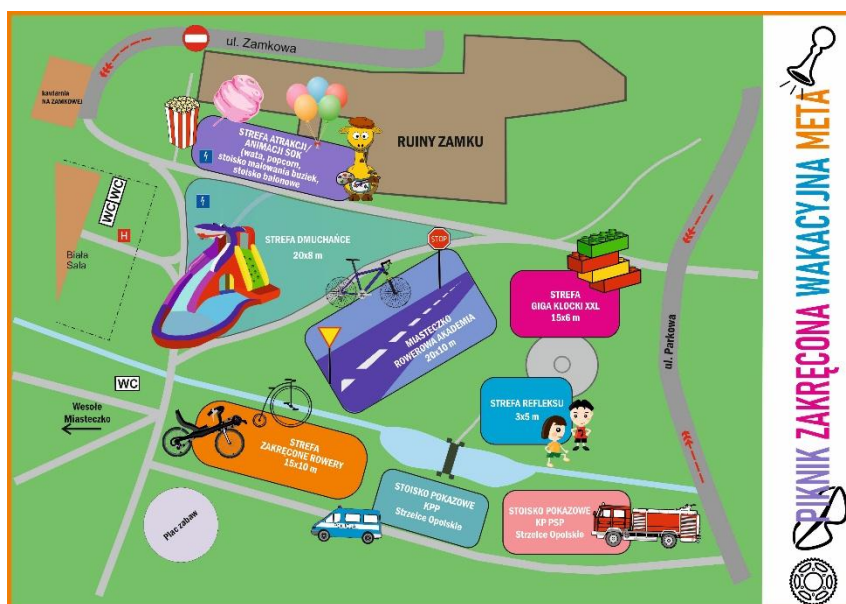 ul. Zamkowa
kawiarnia
NA ZAMKOWEJ
STREFA ATRAKCJI/
ANIMACJI SOK
(wata, popcorn,
stoisko malowania buziek,
stoisko balonowe
RUINY ZAMKU
WC WC
H
Biała
Sala
STREFA DMUCHAŃCE
20x8 m
STOP
MIASTECZKO
ROWEROWA AKADEMIA
20x10 m
STREFA
GIGA KLOCKI XXL
15x6 m
ul. Parkowa
WC
Wesołe
Miasteczko
STREFA
ZAKRĘCONE ROWERY
15x10 m
STREFA REFLEKSU
3x5 m
Plac zabaw
STOISKO POKAZOWE
KPP
Strzelce Opolskie
STOISKO POKAZOWE
KP PSP
Strzelce Opolskie
PIKNIK ZAKRĘCONA WAKACYJNA META